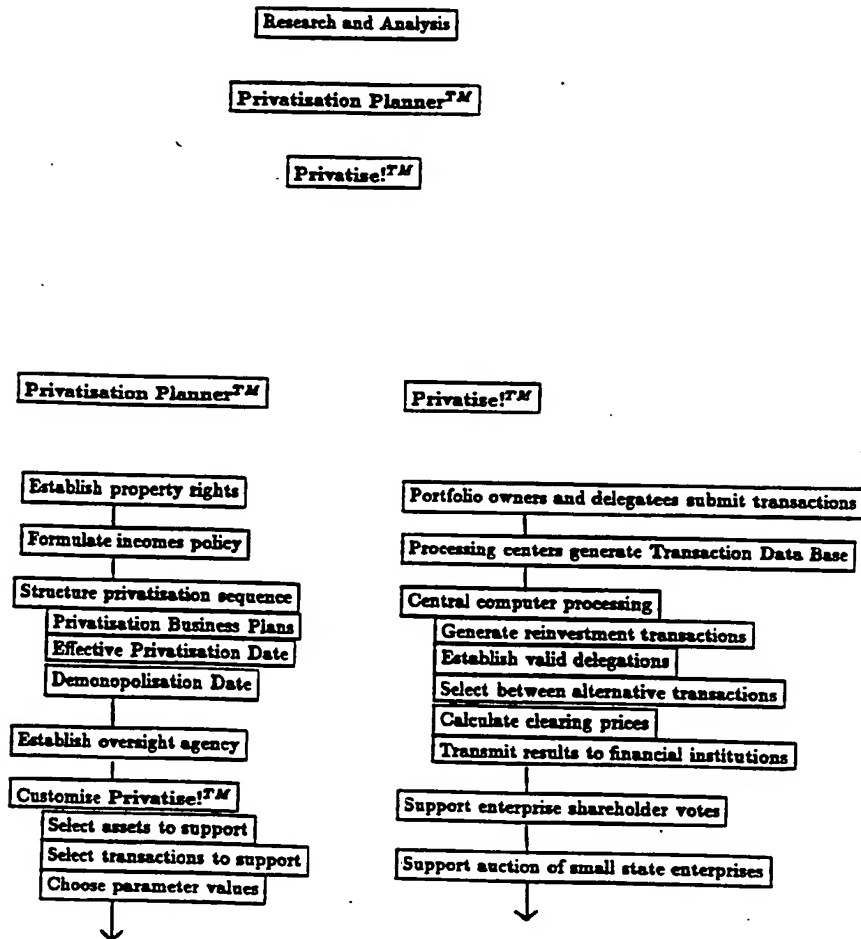 Research and Analysis
Privatisation Planner™
Privatise!™
Privatisation Planner™
Establish property rights
Formulate incomes policy
Structure privatisation sequence
Privatisation Business Plans
Effective Privatisation Date
Demonopolisation Date
Establish oversight agency
Customize Privatise!™
Select assets to support
Select transactions to support
Choose parameter values
Privatise!™
Portfolio owners and delegatees submit transactions
Processing centers generate Transaction Data Base
Central computer processing
Generate reinvestment transactions
Establish valid delegations
Select between alternative transactions
Calculate clearing prices
Transmit results to financial institutions
Support enterprise shareholder votes
Support auction of small state enterprises